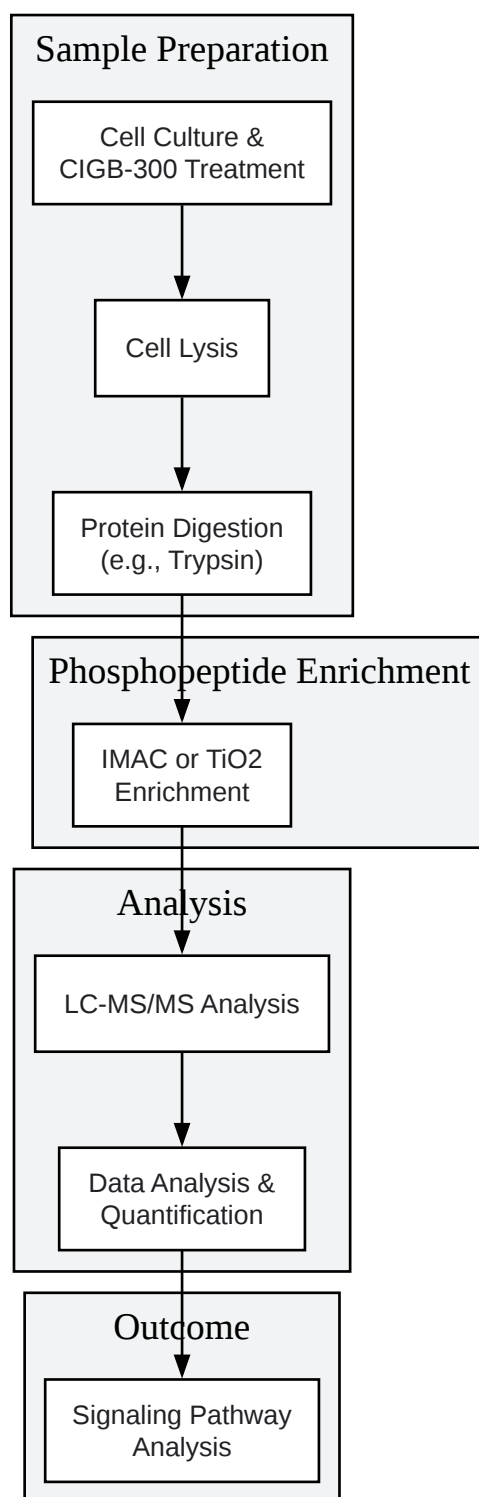 Sample Preparation
Cell Culture &
CIGB-300 Treatment
Cell Lysis
Protein Digestion
(e.g., Trypsin)
Phosphopeptide Enrichment
IMAC or TiO2
Enrichment
Analysis
LC-MS/MS Analysis
Data Analysis &
Quantification
Outcome
Signaling Pathway
Analysis